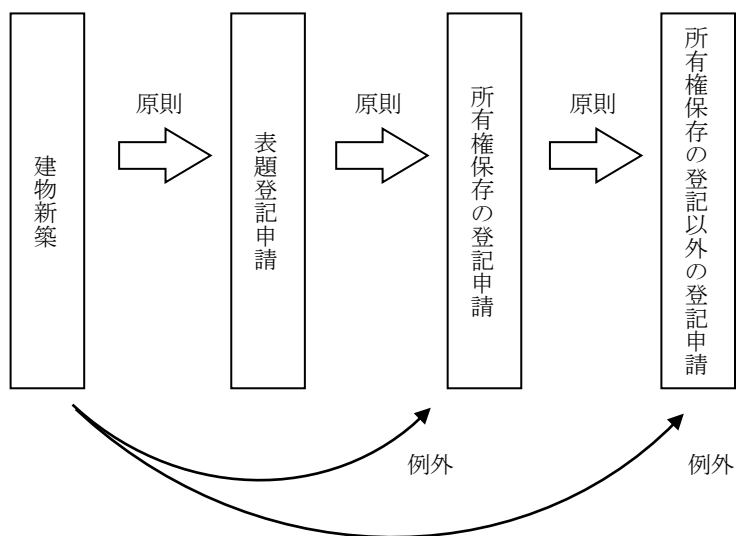 建物新築
原則
表題登記申請
原則
所有権保存の登記申請
原則
所有権保存の登記以外の登記申請
例外
例外